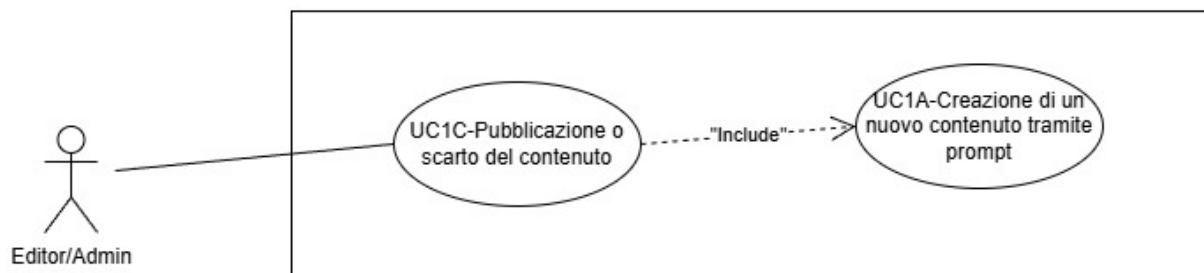 UC1C-Pubblicazione o
scarto del contenuto
"Include"
UC1A-Creazione di un
nuovo contenuto tramite
prompt
Editor/Admin